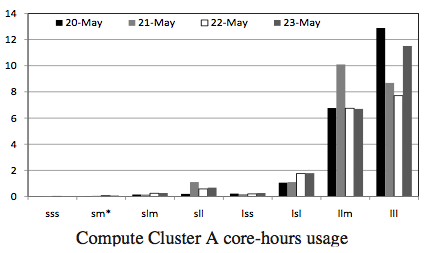 14
20-May 21-May 22-May 23-May
12
10
8
6
4
2
0
sss sm* slm sll lss lsl llm lll
Compute Cluster A core-hours usage